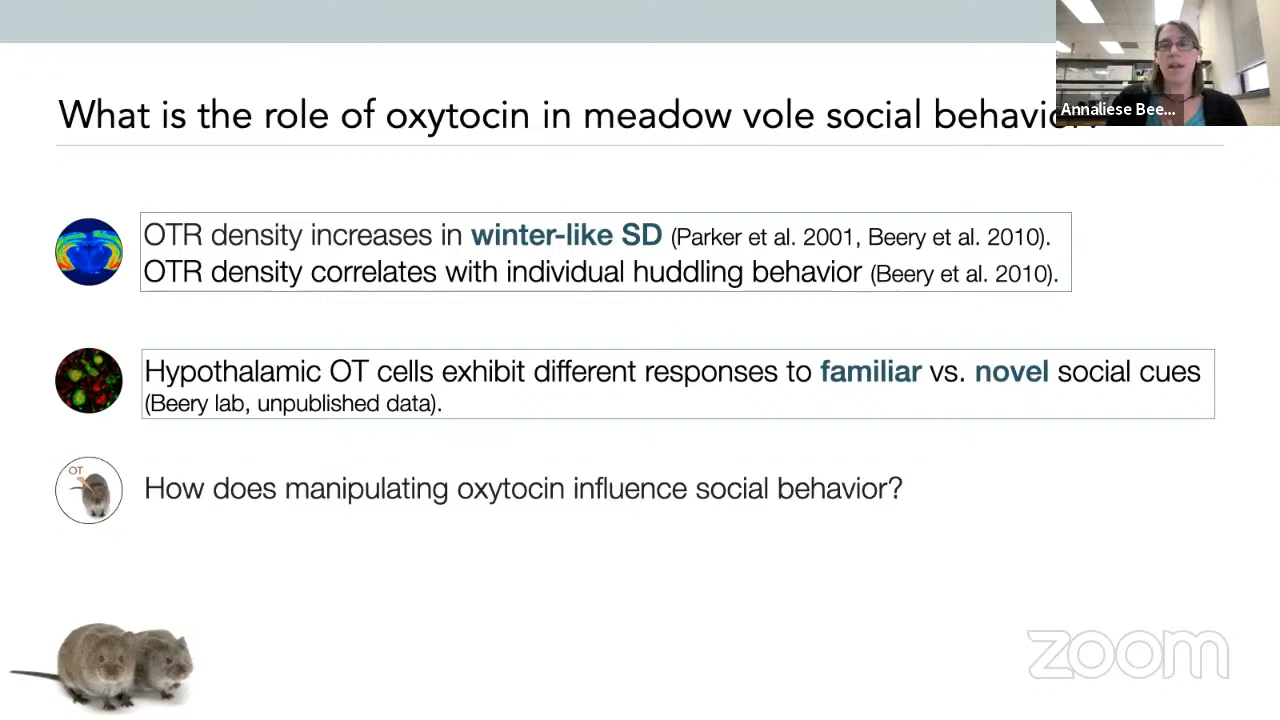 Annaliese Bee...
What is the role of oxytocin in meadow vole social behavior?
OTR density increases in winter-like SD (Parker et al. 2001, Beery et al. 2010).
OTR density correlates with individual huddling behavior (Beery et al. 2010).
Hypothalamic OT cells exhibit different responses to familiar vs. novel social cues
(Beery lab, unpublished data).
OT
How does manipulating oxytocin influence social behavior?
zoom